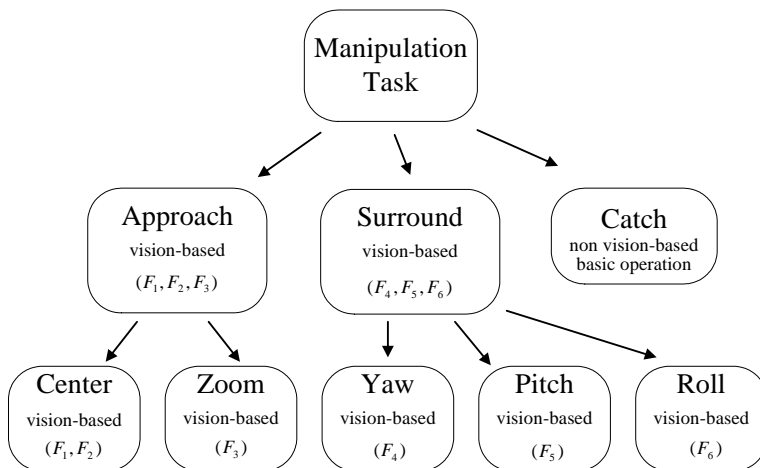 Manipulation
Task
Approach
vision-based
(F₁, F₂, F₃)
Surround
vision-based
(F₄, F₅, F₆)
Catch
non vision-based
basic operation
Center
vision-based
(F₁, F₂)
Zoom
vision-based
(F₃)
Yaw
vision-based
(F₄)
Pitch
vision-based
(F₅)
Roll
vision-based
(F₆)